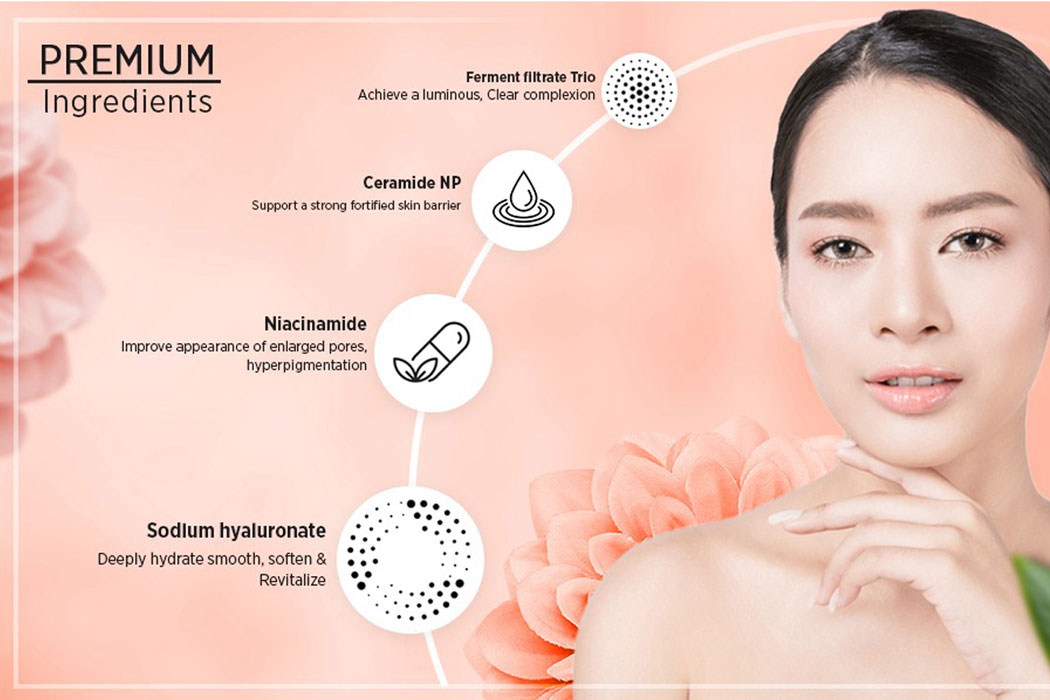 PREMIUM
Ingredients
Ferment filtrate Trio
Achieve a luminous, Clear complexion
Ceramide NP
Support a strong fortified skin barrier
Niacinamide
Improve appearance of enlarged pores,
hyperpigmentation
Sodlum hyaluronate
Deeply hydrate smooth, soften &
Revitalize